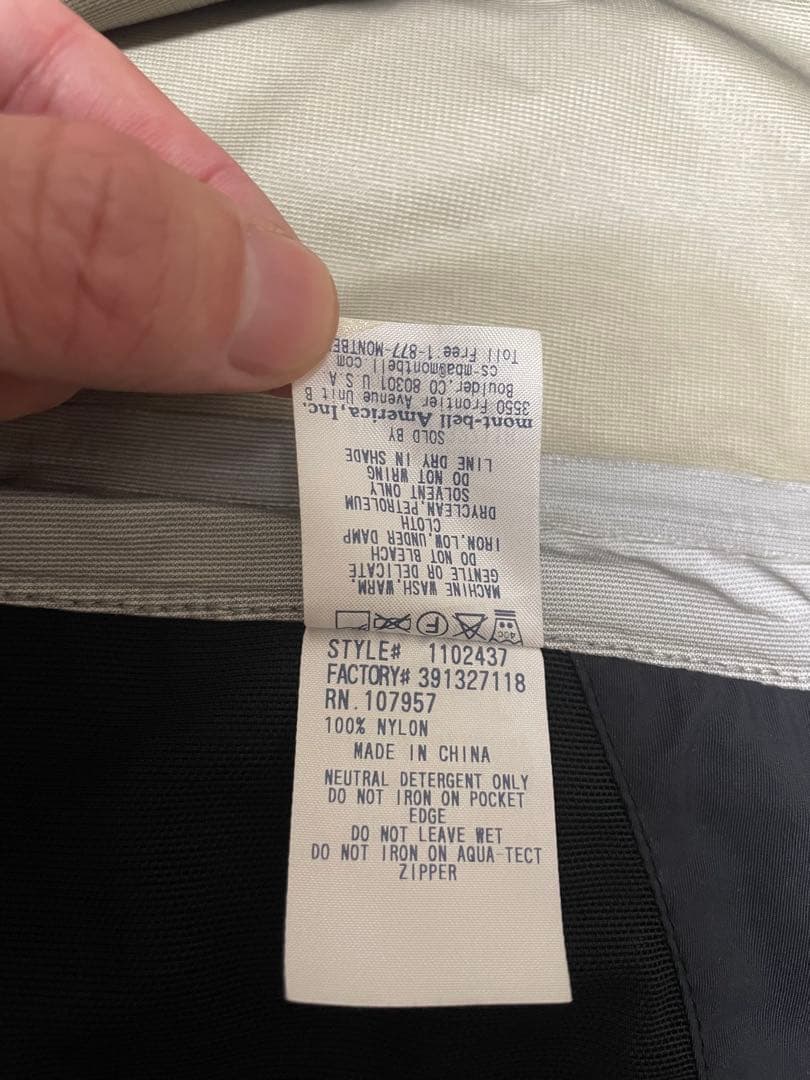 MACHINE WASH,WARM
GENTLE OR DELICATE
DO NOT BLEACH
IRON,LOW,UNDER DAMP
CLOTH
DRYCLEAN,PETROLEUM
SOLVENT ONLY
DO NOT WRING
LINE DRY IN SHADE
SOLD BY
mont-bell America,Inc.
3550 Frontier Avenue Unit B
Boulder,CO 80301 U S A
cs-mba@montbell.com
Toll Free 1-877-MONTBE
STYLE# 1102437
FACTORY# 391327118
RN.107957
100% NYLON
MADE IN CHINA
NEUTRAL DETERGENT ONLY
DO NOT IRON ON POCKET
EDGE
DO NOT LEAVE WET
DO NOT IRON ON AQUA-TECT
ZIPPER